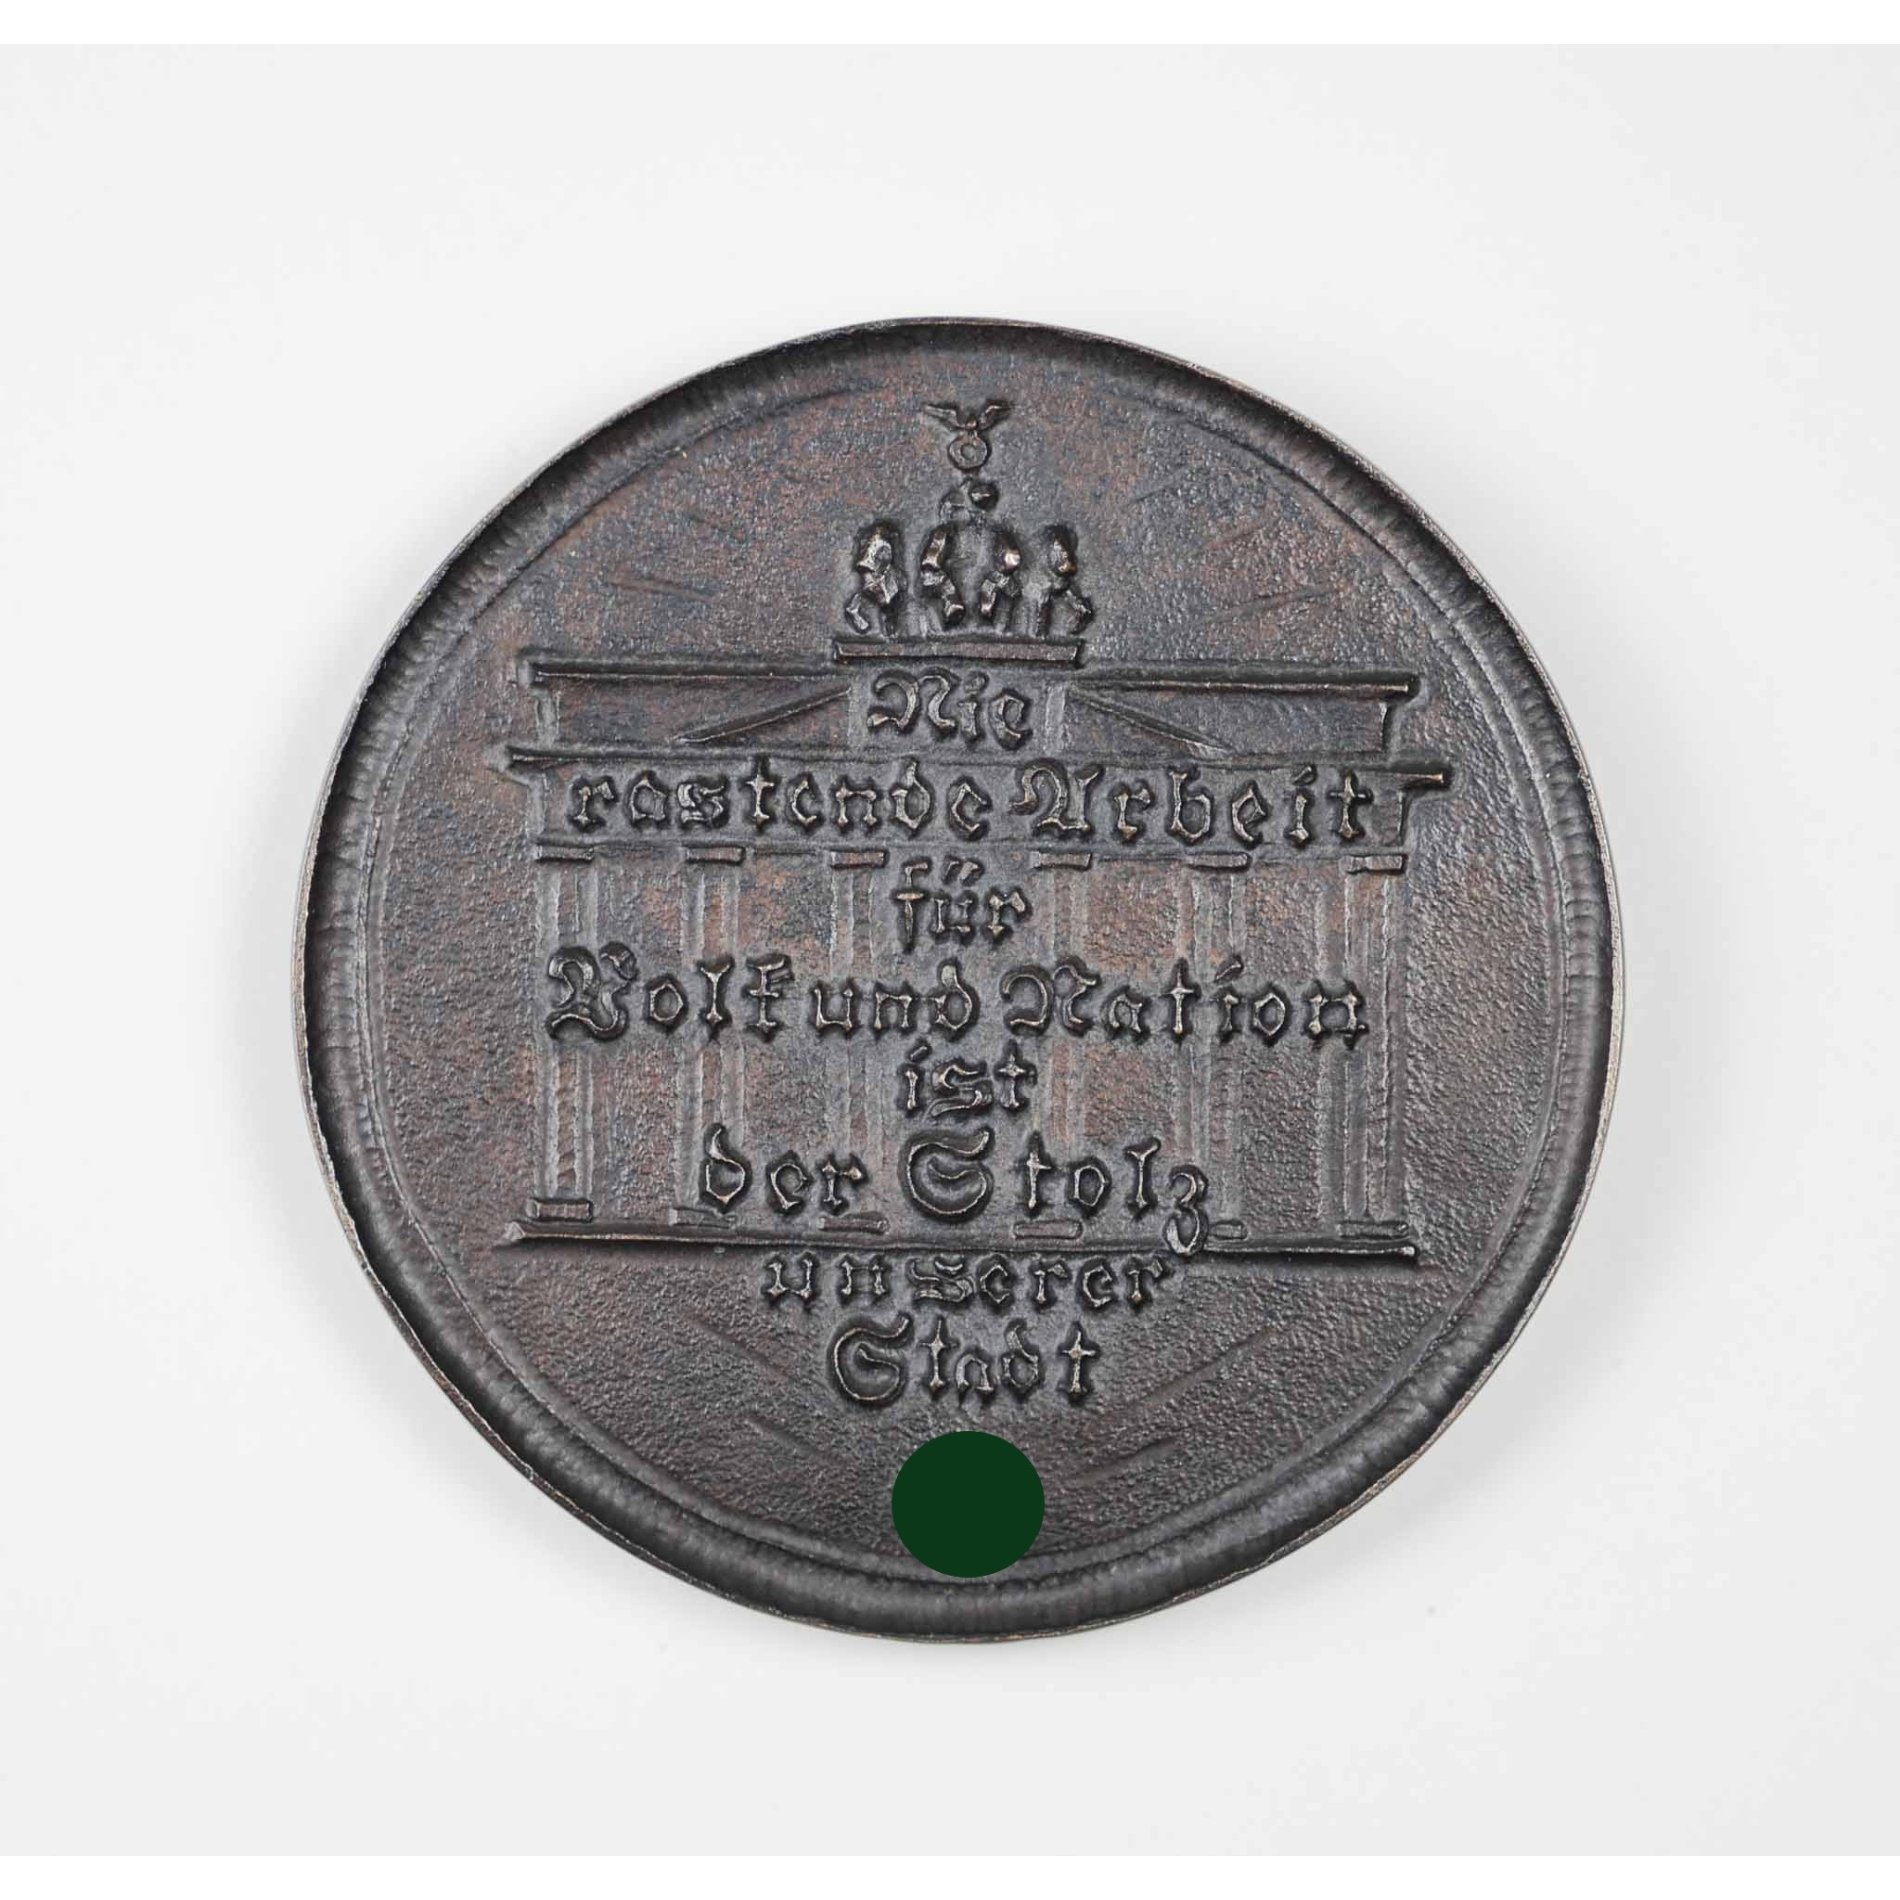 Nie
rastende Arbeit
für
Volk und Nation
ist
der Stolz
unserer
Stadt